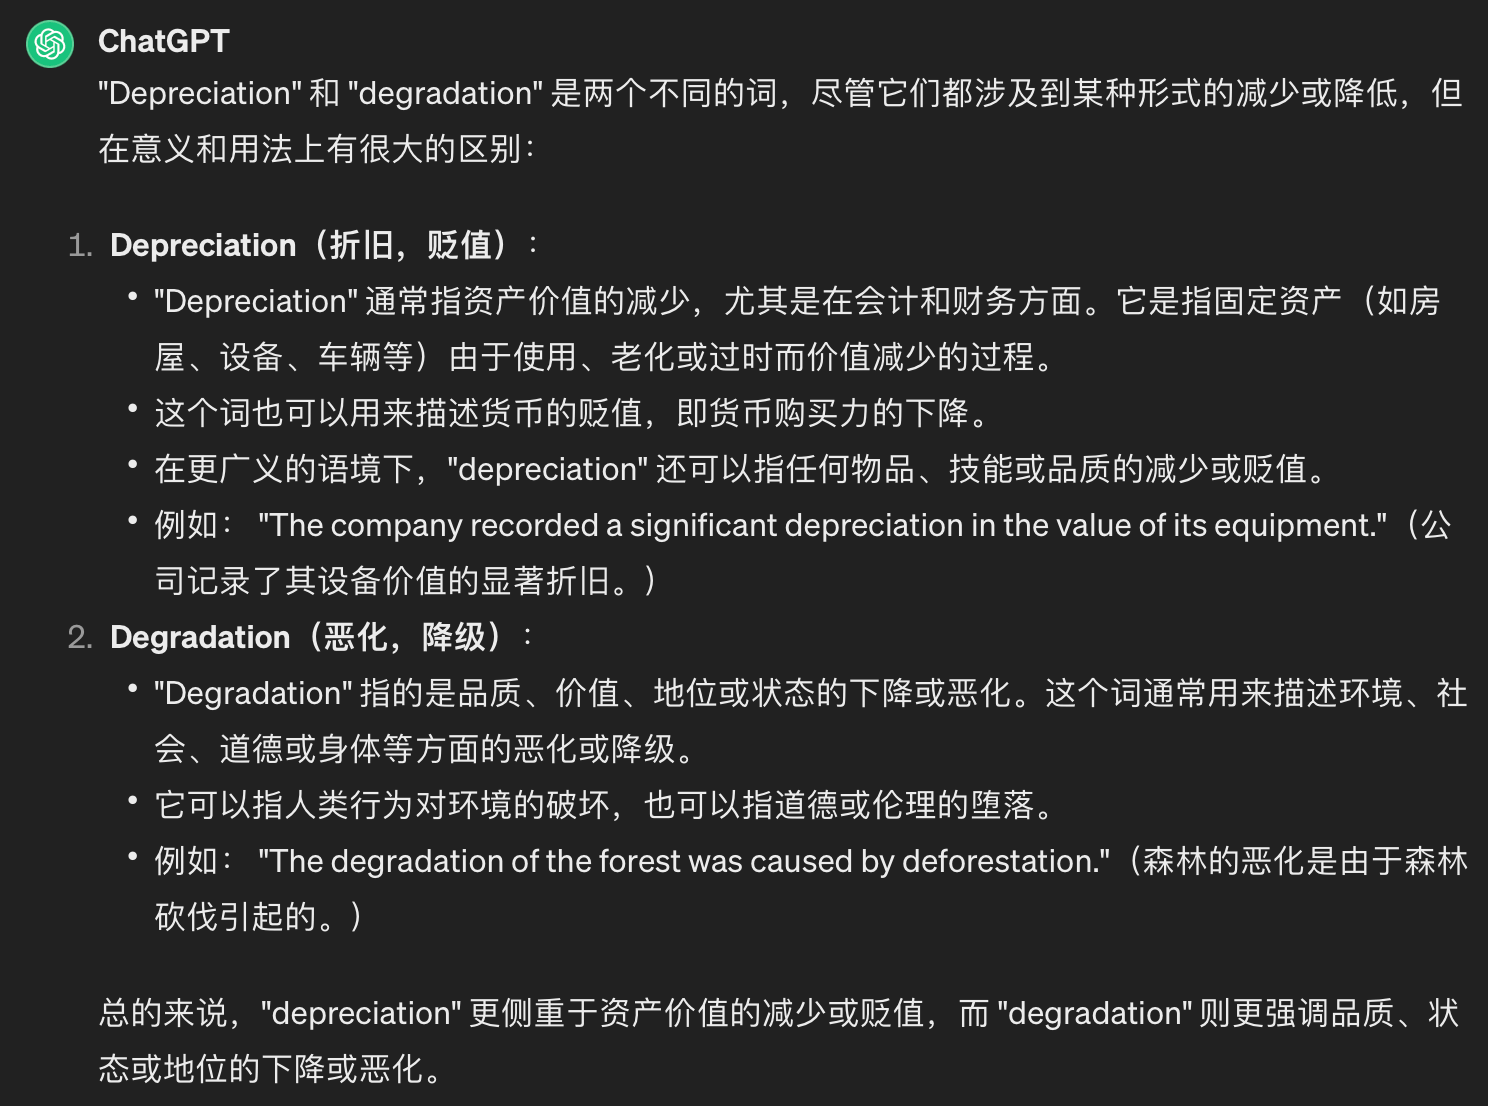 ChatGPT
"Depreciation" 和 "degradation" 是两个不同的词，尽管它们都涉及到某种形式的减少或降低，但
在意义和用法上有很大的区别：
1. Depreciation（折旧，贬值）：
• "Depreciation" 通常指资产价值的减少，尤其是在会计和财务方面。它是指固定资产（如房
屋、设备、车辆等）由于使用、老化或过时而价值减少的过程。
• 这个词也可以用来描述货币的贬值，即货币购买力的下降。
• 在更广义的语境下，"depreciation" 还可以指任何物品、技能或品质的减少或贬值。
• 例如： "The company recorded a significant depreciation in the value of its equipment."（公
司记录了其设备价值的显著折旧。）
2. Degradation（恶化，降级）：
• "Degradation" 指的是品质、价值、地位或状态的下降或恶化。这个词通常用来描述环境、社
会、道德或身体等方面的恶化或降级。
• 它可以指人类行为对环境的破坏，也可以指道德或伦理的堕落。
• 例如： "The degradation of the forest was caused by deforestation."（森林的恶化是由于森林
砍伐引起的。）
总的来说，"depreciation" 更侧重于资产价值的减少或贬值，而 "degradation" 则更强调品质、状
态或地位的下降或恶化。